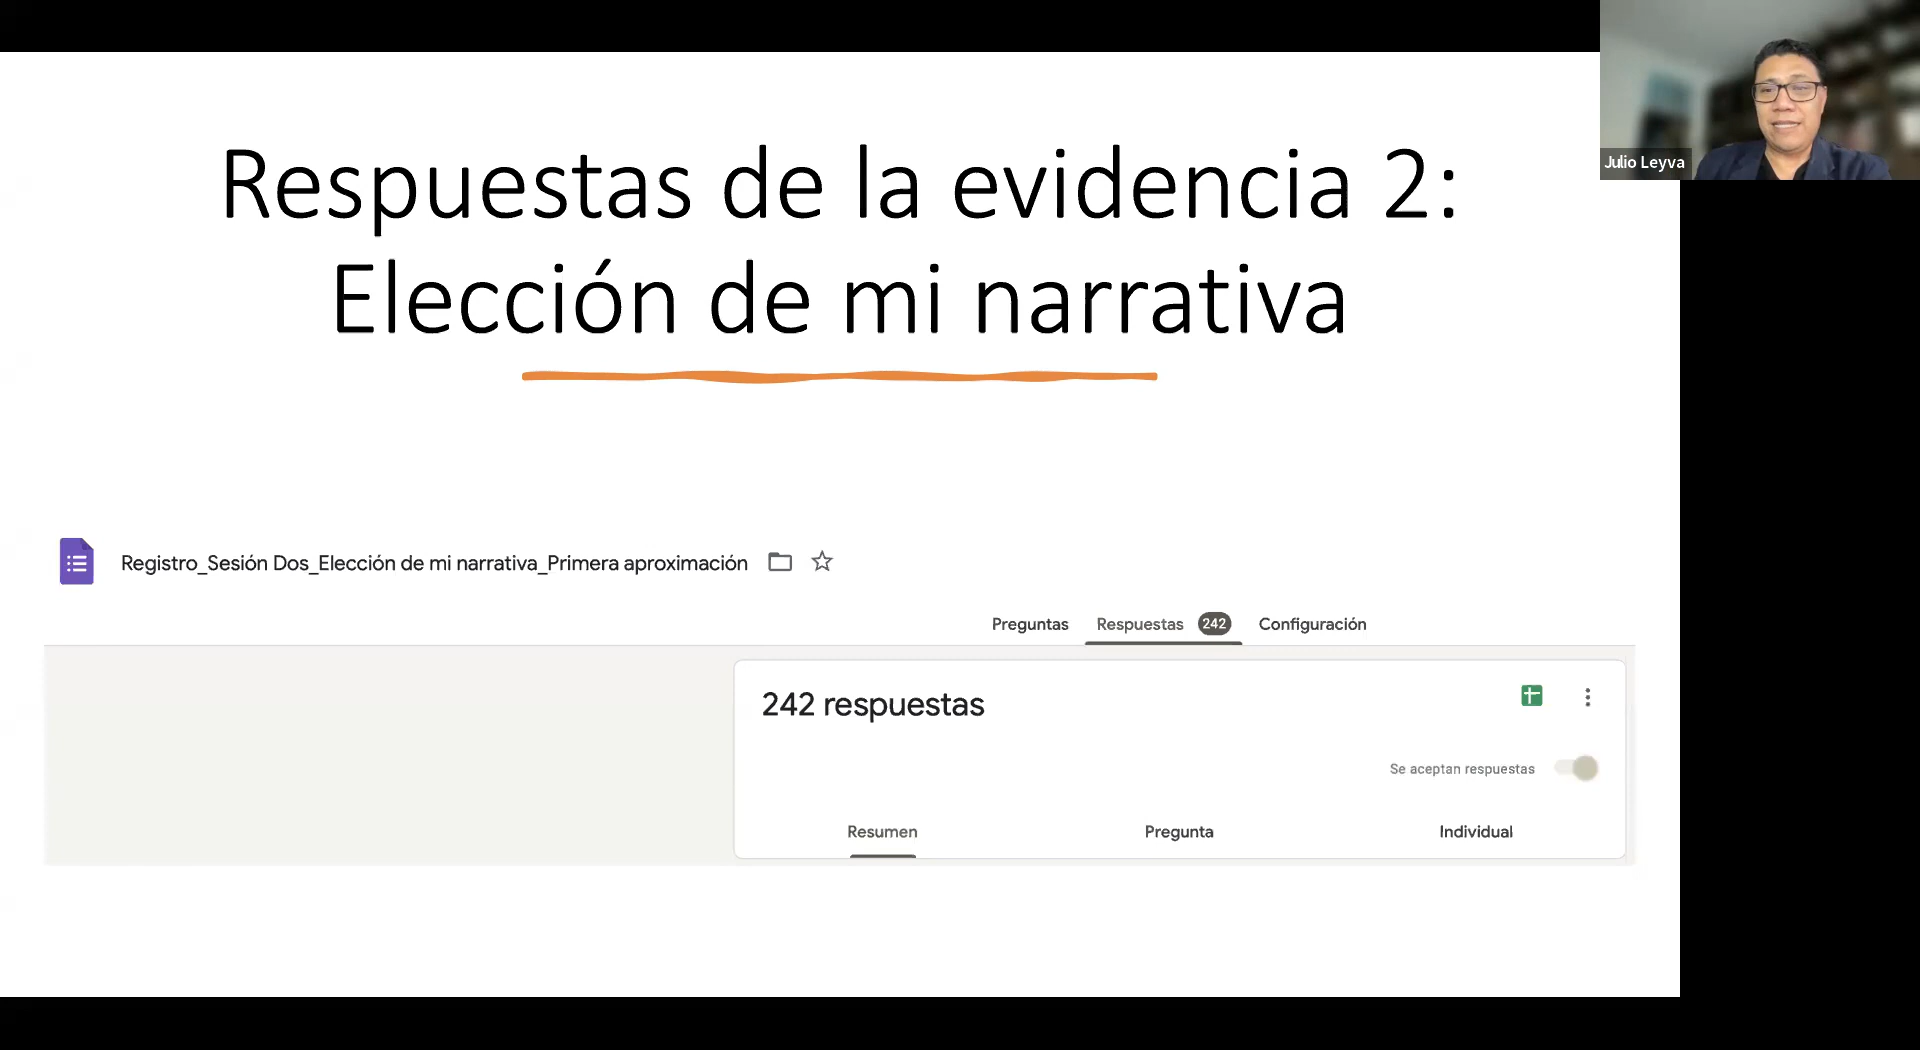 Respuestas de la evidencia 2:
Elección de mi narrativa
Julio Leyva
Registro_Sesión Dos_Elección de mi narrativa_Primera aproximación
Preguntas Respuestas 242 Configuración
242 respuestas
Se aceptan respuestas
Resumen Pregunta Individual